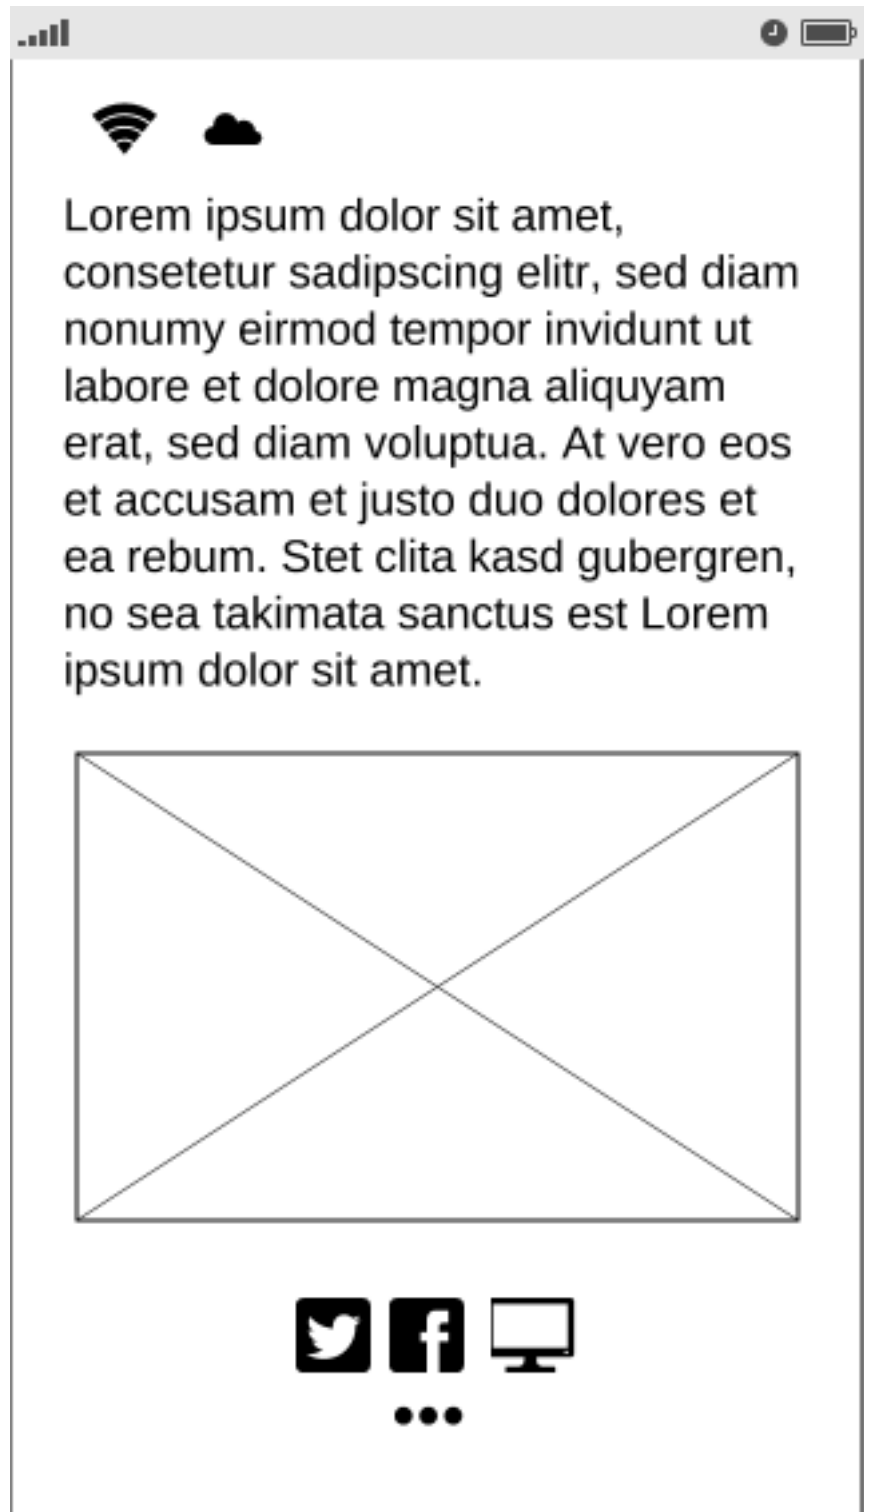 Lorem ipsum dolor sit amet,
consetetur sadipscing elitr, sed diam
nonumy eirmod tempor invidunt ut
labore et dolore magna aliquyam
erat, sed diam voluptua. At vero eos
et accusam et justo duo dolores et
ea rebum. Stet clita kasd gubergren,
no sea takimata sanctus est Lorem
ipsum dolor sit amet.